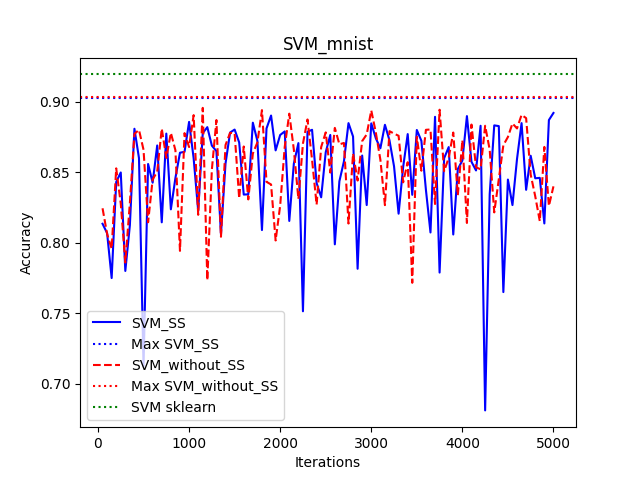 SVM_mnist
Accuracy
0.90
0.85
0.80
0.75
0.70
SVM_SS
Max SVM_SS
SVM_without_SS
Max SVM_without_SS
SVM sklearn
0 1000 2000 3000 4000 5000
Iterations